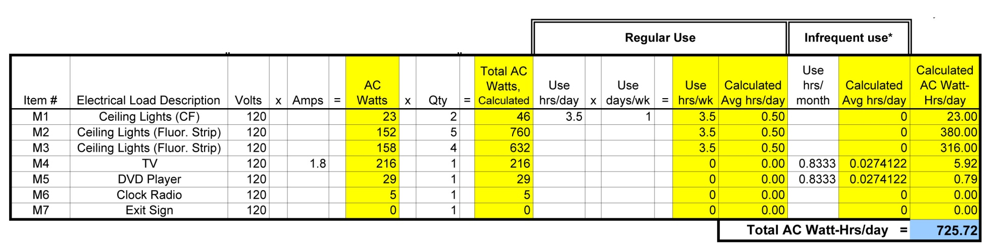 Regular Use Infrequent use*
Item # Electrical Load Description Volts x Amps = AC Watts x Qty = Total AC Watts, Calculated Use hrs/day x Use days/wk = Use hrs/wk Calculated Avg hrs/day Use hrs/ month Calculated Avg hrs/day Calculated AC Watt-Hrs/day
M1 Ceiling Lights (CF) 120 23 2 46 3.5 1 3.5 0.50 0 23.00
M2 Ceiling Lights (Fluor. Strip) 120 152 5 760 3.5 0.50 0 380.00
M3 Ceiling Lights (Fluor. Strip) 120 158 4 632 3.5 0.50 0 316.00
M4 TV 120 1.8 216 1 216 0 0.00 0.8333 0.0274122 5.92
M5 DVD Player 120 29 1 29 0 0.00 0.8333 0.0274122 0.79
M6 Clock Radio 120 5 1 5 0 0.00 0 0.00
M7 Exit Sign 120 0 1 0 0 0.00 0 0.00
Total AC Watt-Hrs/day = 725.72